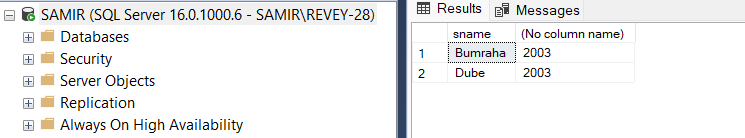 SAMIR (SQL Server 16.0.1000.6 - SAMIR\REVEY-28)
Databases
Security
Server Objects
Replication
Always On High Availability
Results Messages
sname (No column name)
1 Bumraha 2003
2 Dube 2003